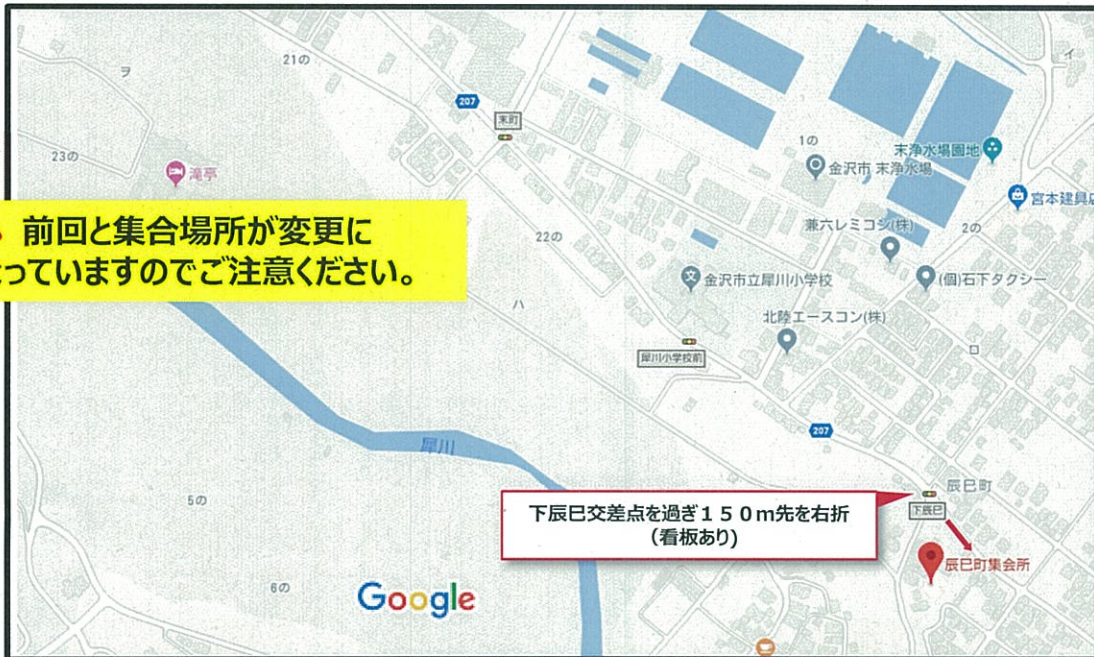 21の
ヲ
207
末町
イ
1の
末浄水場園地
23の
滝亭
金沢市 末浄水場
宮本建具店
前回と集合場所が変更に
なっていますのでご注意ください。
兼六レミコン(株)
2の
22の
金沢市立犀川小学校
(個)石下タクシー
ハ
北陸エースコン(株)
ロ
犀川小学校前
207
犀川
辰巳町
5の
下辰巳交差点を過ぎ150m先を右折
(看板あり)
下辰巳
辰巳町集会所
6の
Google